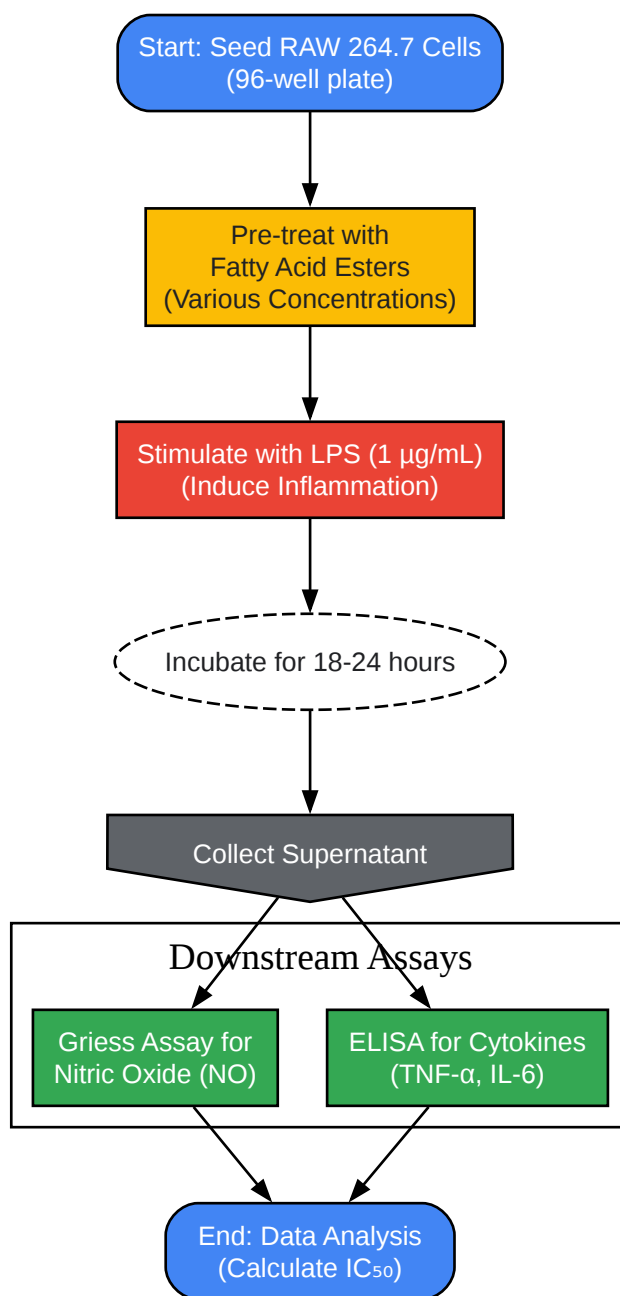 Start: Seed RAW 264.7 Cells
(96-well plate)
Pre-treat with
Fatty Acid Esters
(Various Concentrations)
Stimulate with LPS (1 µg/mL)
(Induce Inflammation)
Incubate for 18-24 hours
Collect Supernatant
Downstream Assays
Griess Assay for
Nitric Oxide (NO)
ELISA for Cytokines
(TNF-α, IL-6)
End: Data Analysis
(Calculate IC₅₀)